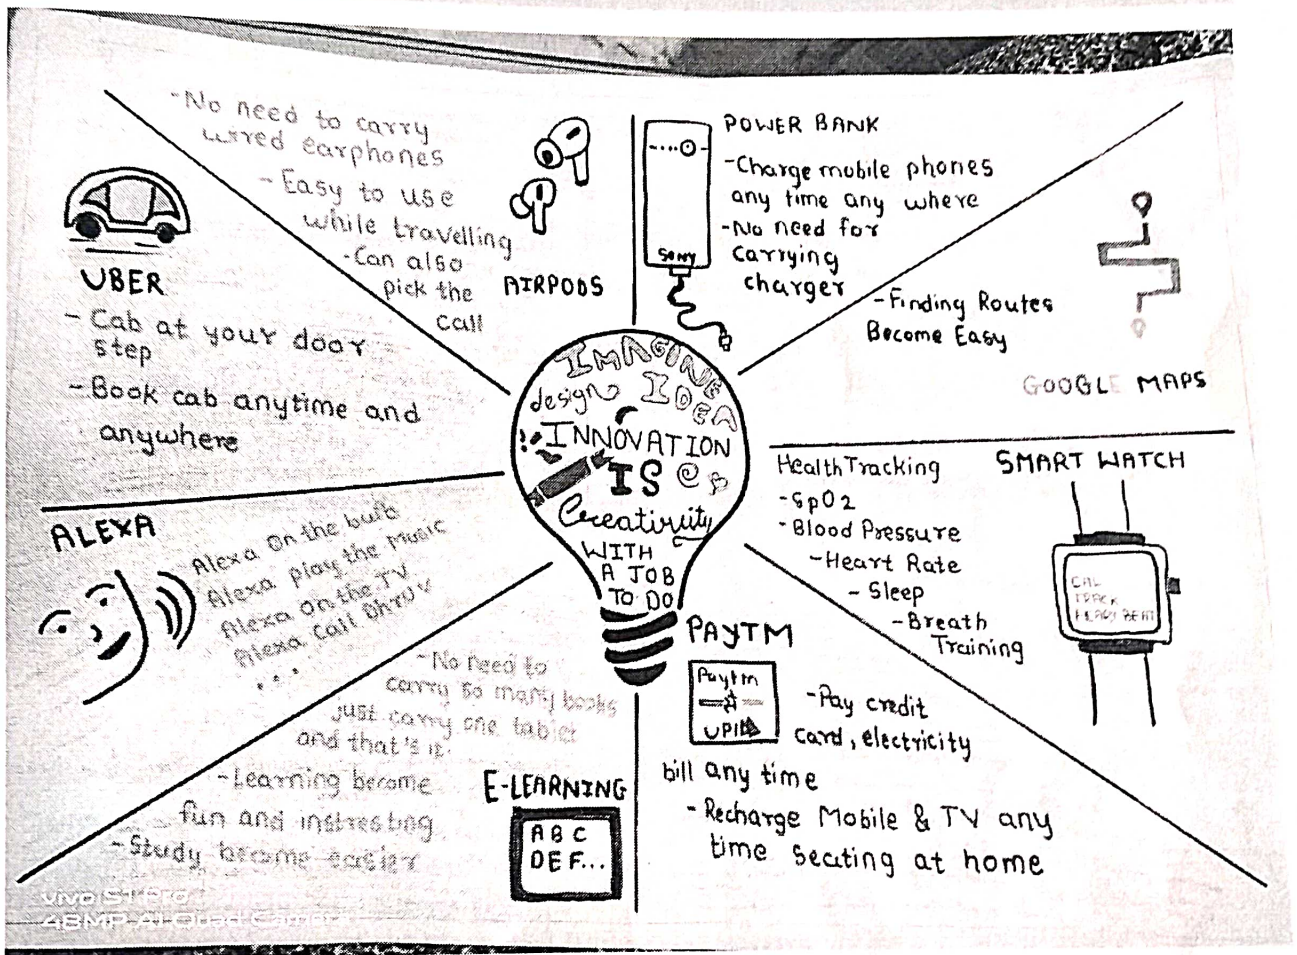 -No need to carry
wired earphones
-Easy to use
while travelling
-Can also
pick the
call
AIRPODS
POWER BANK
-Charge mobile phones
any time any where
-No need for
carrying
charger
SONY
UBER
-Cab at your door
step
-Book cab anytime and
anywhere
-Finding Routes
Become Easy
GOOGLE MAPS
IMAGINE
design IDEA
INNOVATION
IS
Creativity
WITH
A JOB
TO DO
ALEXA
Alexa on the bulb
Alexa play the Music
Alexa on the TV
Alexa call Dhruv
...
SMART WATCH
Health Tracking
-SpO2
-Blood Pressure
-Heart Rate
-Sleep
-Breath
Training
CAL
TRACK
BEAT
-No need to
carry so many books
just carry one tablet
and that's it.
-Learning become
fun and instresting
-Study become easier
E-LEARNING
ABC
DEF...
PAYTM
Paytm
UPI
-Pay credit
card, electricity
bill any time
-Recharge Mobile & TV any
time seating at home
vivo S1 Pro
48MP AI Quad Camera